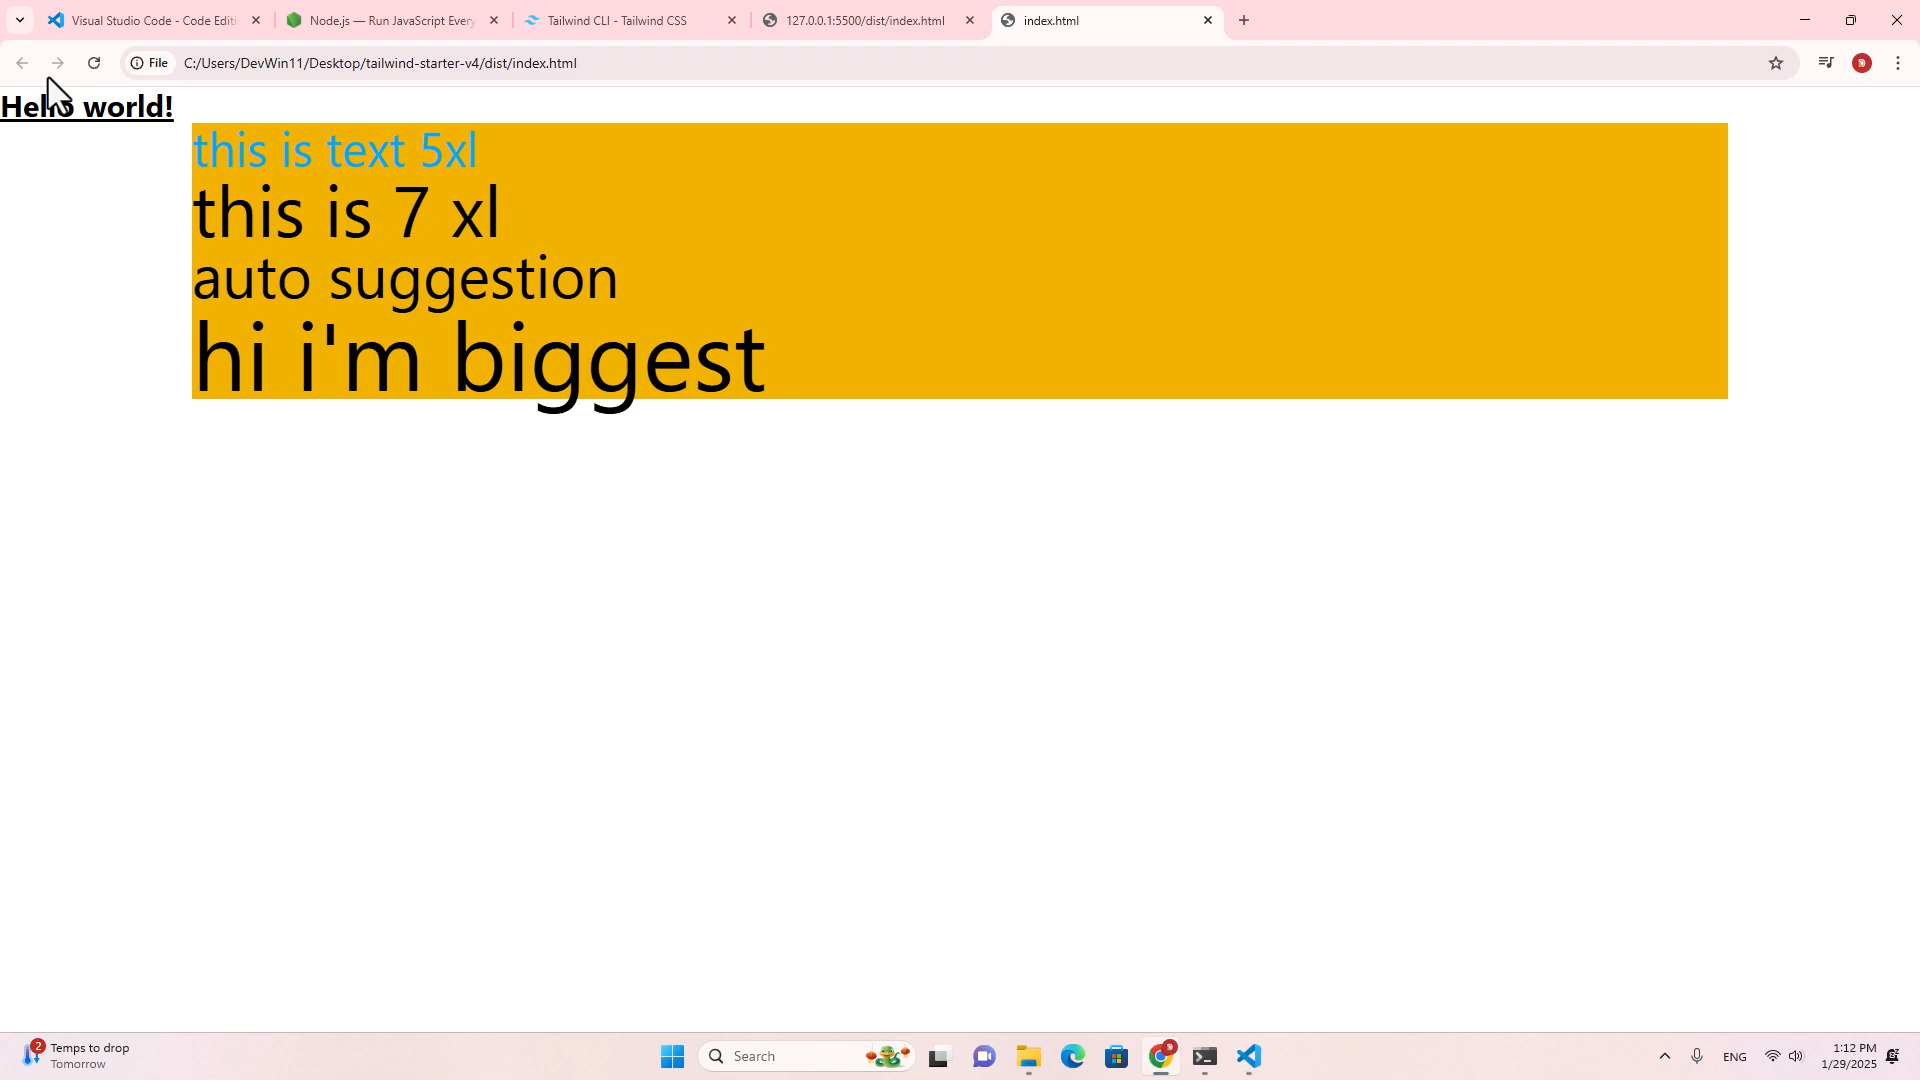 Visual Studio Code - Code Editi
Node.js — Run JavaScript Every
Tailwind CLI - Tailwind CSS
127.0.0.1:5500/dist/index.html
index.html
File
C:/Users/DevWin11/Desktop/tailwind-starter-v4/dist/index.html
Hello world!
this is text 5xl
this is 7 xl
auto suggestion
hi i'm biggest
2
Temps to drop
Tomorrow
Search
ENG
1:12 PM
1/29/2025